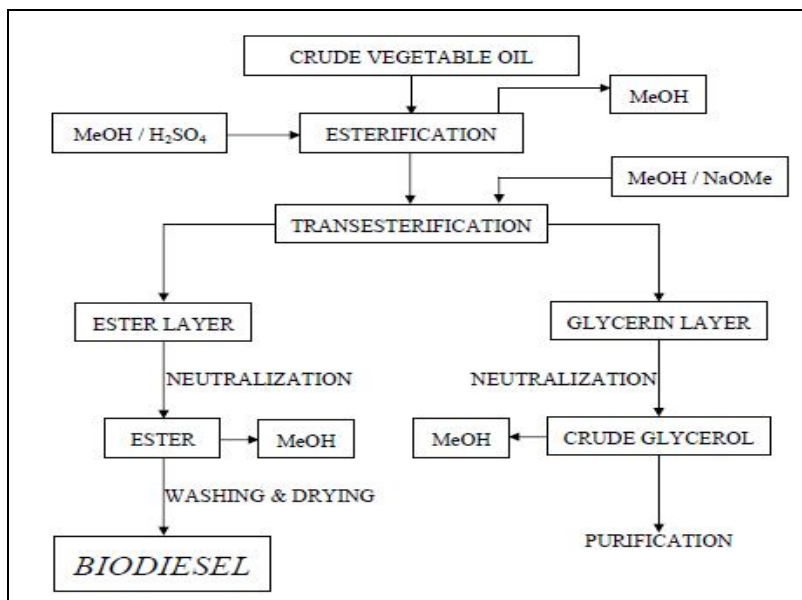 CRUDE VEGETABLE OIL
MeOH
MeOH / H₂SO₄
ESTERIFICATION
MeOH / NaOMe
TRANSESTERIFICATION
ESTER LAYER
GLYCERIN LAYER
NEUTRALIZATION
NEUTRALIZATION
ESTER
MeOH
MeOH
CRUDE GLYCEROL
WASHING & DRYING
BIODIESEL
PURIFICATION